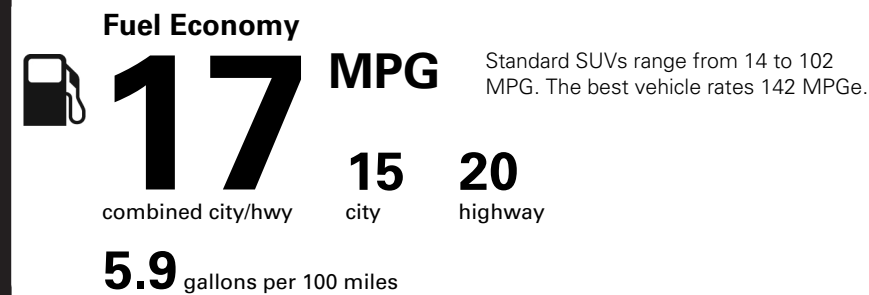 Fuel Economy
17 MPG
Standard SUVs range from 14 to 102
MPG. The best vehicle rates 142 MPGe.
15 20
combined city/hwy city highway
5.9 gallons per 100 miles